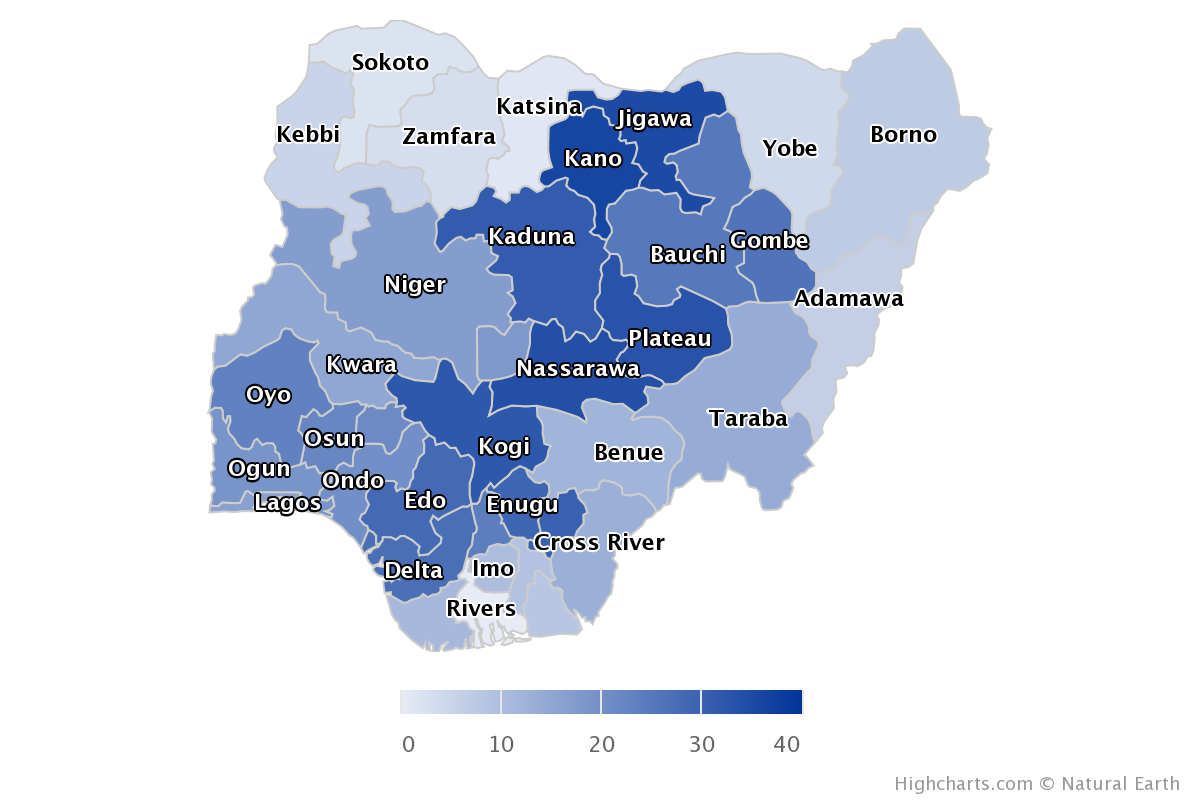 Sokoto
Katsina
Jigawa
Kebbi
Zamfara
Borno
Yobe
Kano
Kaduna
Gombe
Bauchi
Niger
Adamawa
Plateau
Kwara
Nassarawa
Oyo
Taraba
Osun
Kogi
Benue
Ogun
Ondo
Lagos
Edo
Enugu
Cross River
Delta
Imo
Rivers
0 10 20 30 40
Highcharts.com © Natural Earth